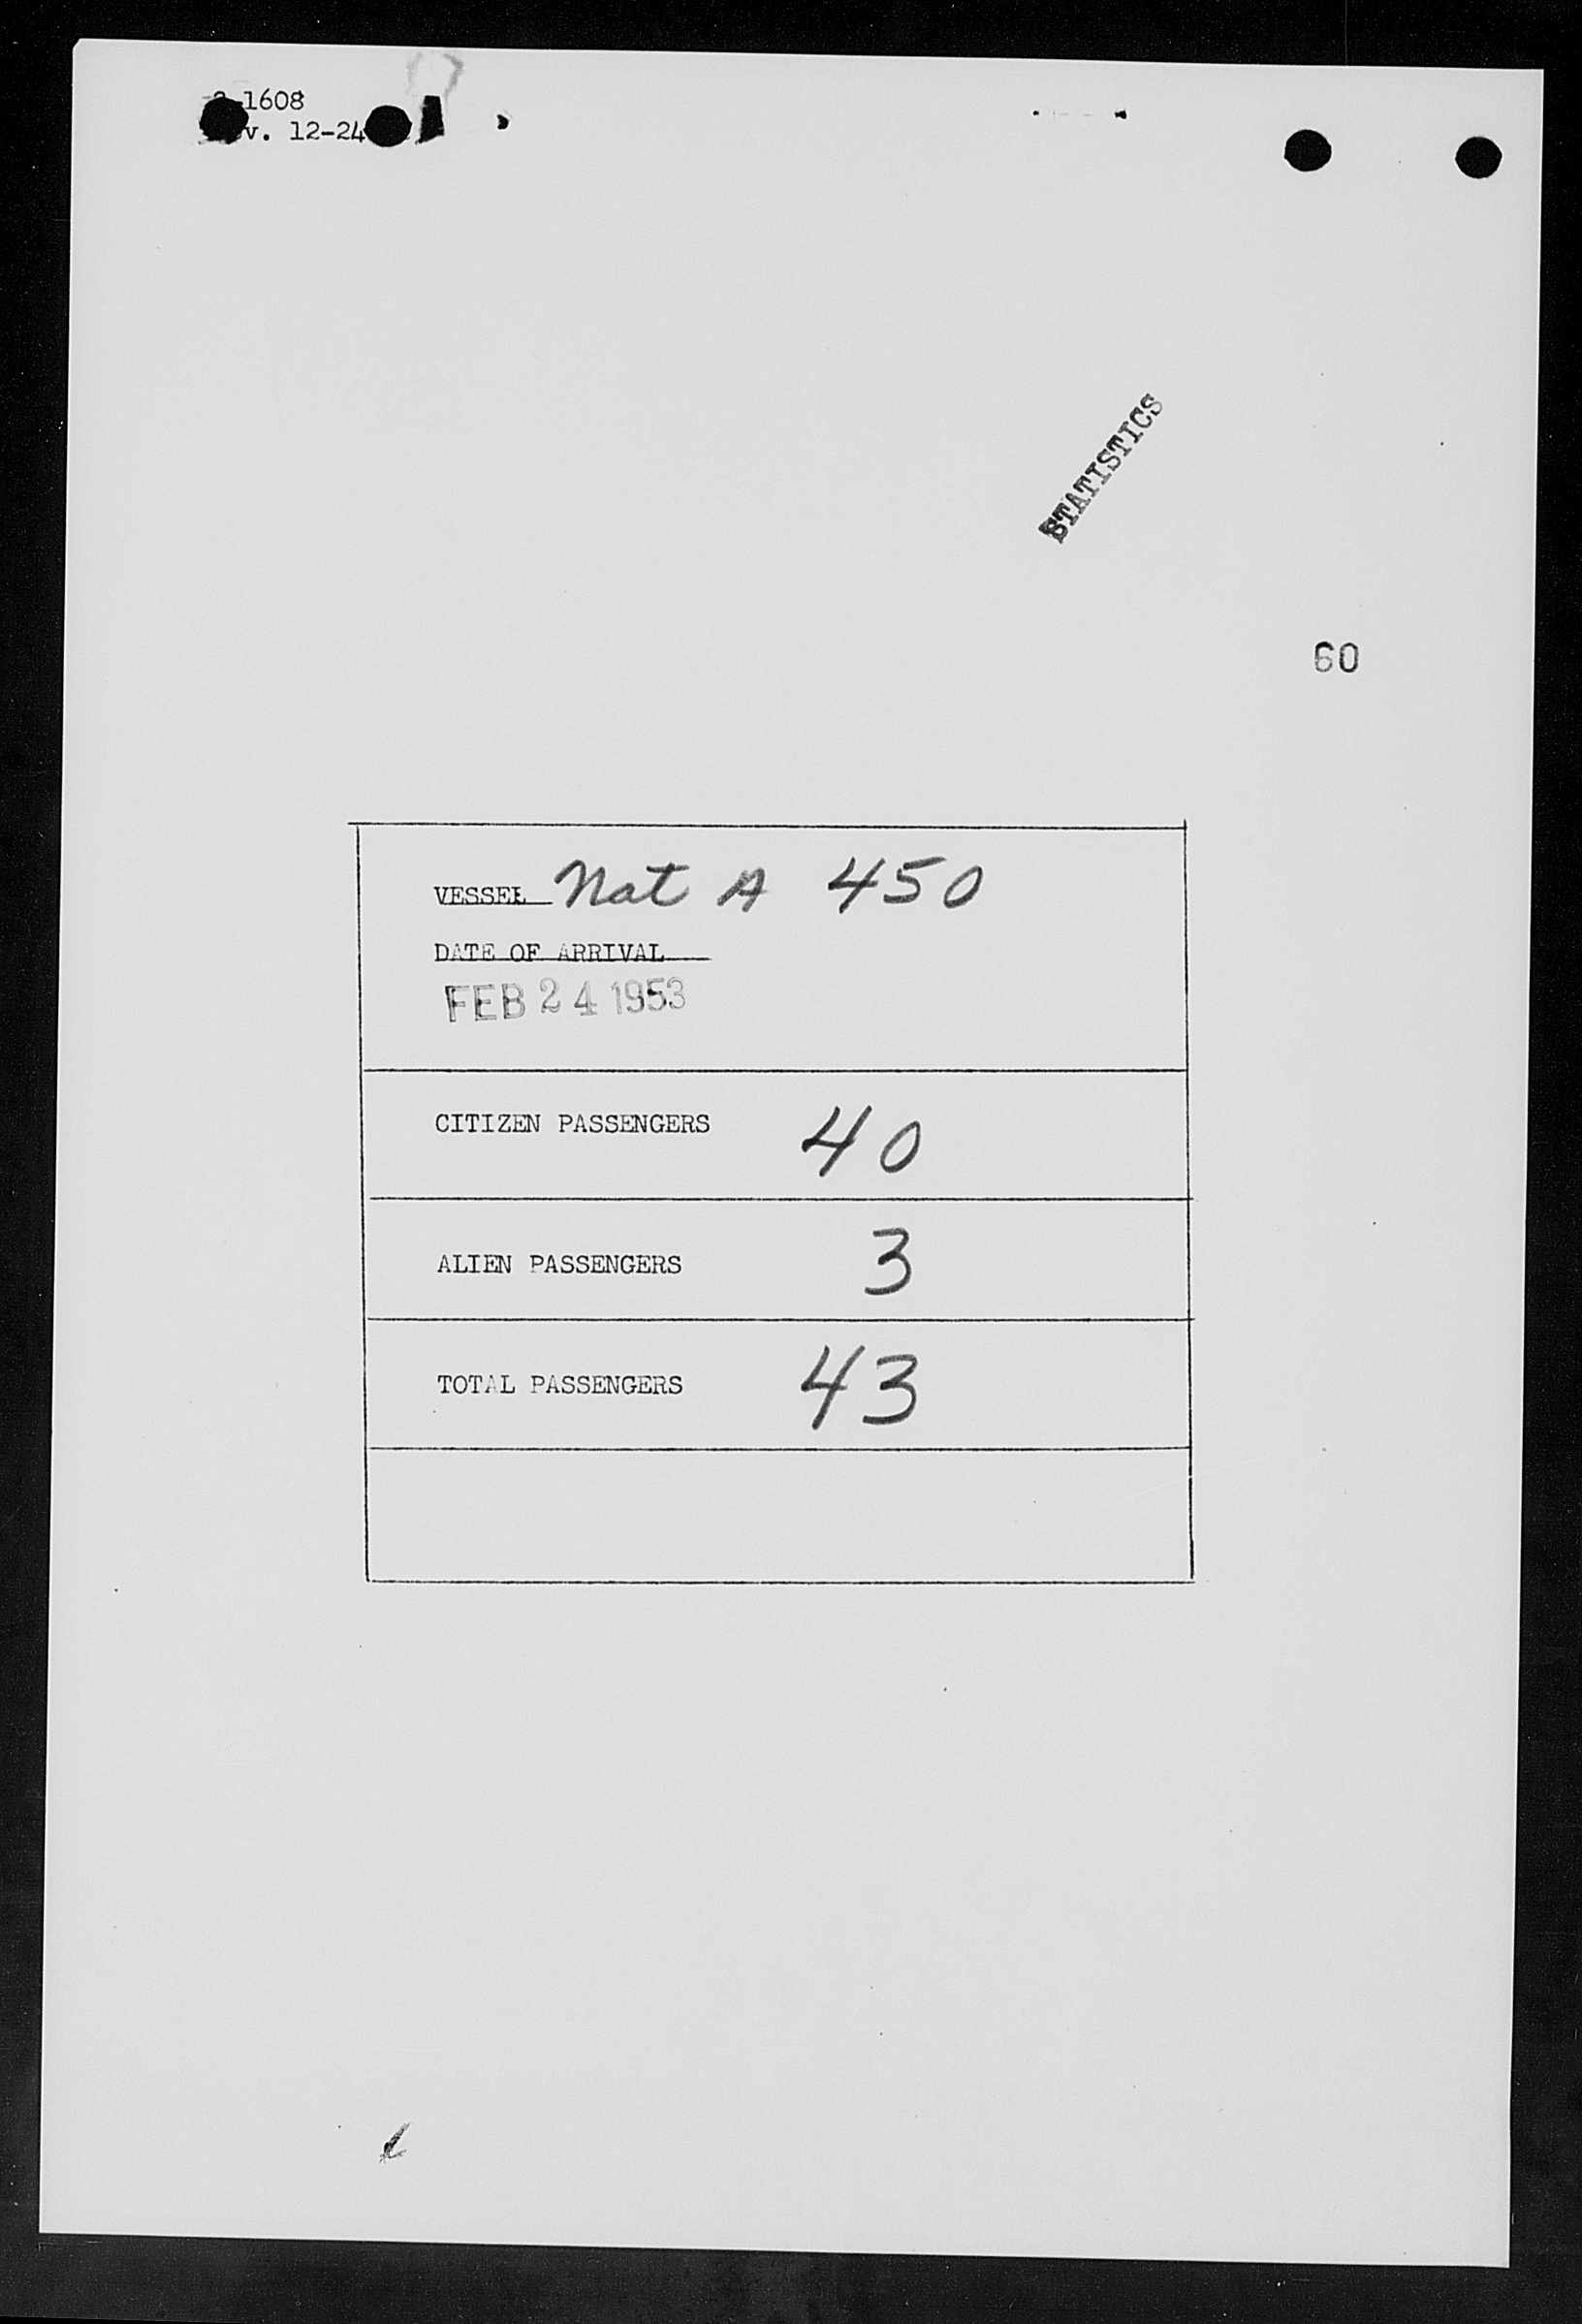 1608
v. 12-24
STATISTICS
60
VESSEL Nat A 450
DATE OF ARRIVAL
FEB 24 1953
CITIZEN PASSENGERS 40
ALIEN PASSENGERS 3
TOTAL PASSENGERS 43